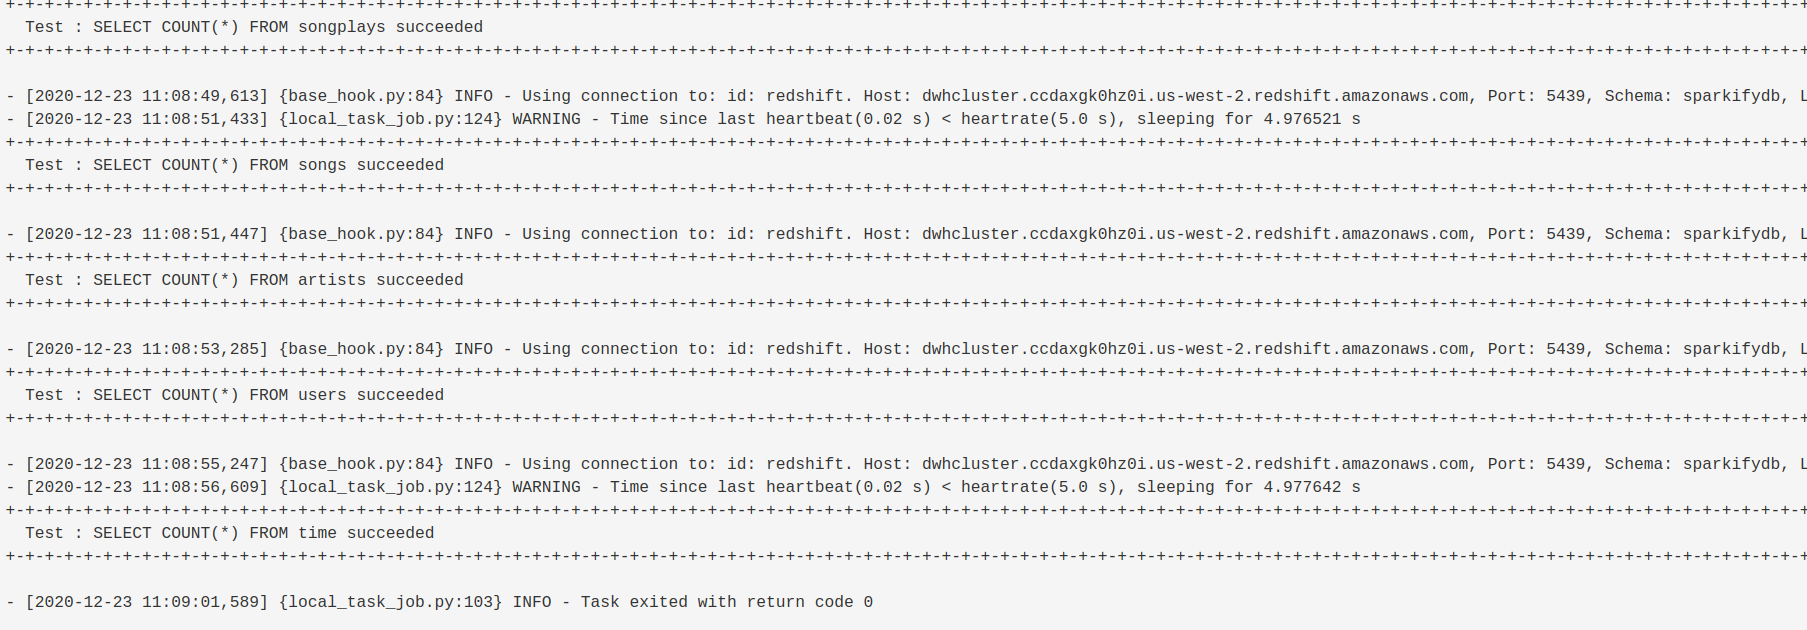 +-+-+-+-+-+-+-+-+-+-+-+-+-+-+-+-+-+-+-+-+-+-+-+-+-+-+-+-+-+-+-+-+-+-+-+-+-+-+-+-+-+-+-+-+-+-+-+-+-+-+-+-+-+-+-+-+-+-+-+-+-+-+-+-+-+-+-+-+-+-+-+-+-+-+-+-+-+-+-+-+-+-+-+-+-+-+-+-+-+-+-+-+-+
Test : SELECT COUNT(*) FROM songplays succeeded
+-+-+-+-+-+-+-+-+-+-+-+-+-+-+-+-+-+-+-+-+-+-+-+-+-+-+-+-+-+-+-+-+-+-+-+-+-+-+-+-+-+-+-+-+-+-+-+-+-+-+-+-+-+-+-+-+-+-+-+-+-+-+-+-+-+-+-+-+-+-+-+-+-+-+-+-+-+-+-+-+-+-+-+-+-+-+-+-+-+-+-+-+-+
- [2020-12-23 11:08:49,613] {base_hook.py:84} INFO - Using connection to: id: redshift. Host: dwhcluster.ccdaxgk0hz0i.us-west-2.redshift.amazonaws.com, Port: 5439, Schema: sparkifydb, L
- [2020-12-23 11:08:51,433] {local_task_job.py:124} WARNING - Time since last heartbeat(0.02 s) < heartrate(5.0 s), sleeping for 4.976521 s
+-+-+-+-+-+-+-+-+-+-+-+-+-+-+-+-+-+-+-+-+-+-+-+-+-+-+-+-+-+-+-+-+-+-+-+-+-+-+-+-+-+-+-+-+-+-+-+-+-+-+-+-+-+-+-+-+-+-+-+-+-+-+-+-+-+-+-+-+-+-+-+-+-+-+-+-+-+-+-+-+-+-+-+-+-+-+-+-+-+-+-+-+-+
Test : SELECT COUNT(*) FROM songs succeeded
+-+-+-+-+-+-+-+-+-+-+-+-+-+-+-+-+-+-+-+-+-+-+-+-+-+-+-+-+-+-+-+-+-+-+-+-+-+-+-+-+-+-+-+-+-+-+-+-+-+-+-+-+-+-+-+-+-+-+-+-+-+-+-+-+-+-+-+-+-+-+-+-+-+-+-+-+-+-+-+-+-+-+-+-+-+-+-+-+-+-+-+-+-+
- [2020-12-23 11:08:51,447] {base_hook.py:84} INFO - Using connection to: id: redshift. Host: dwhcluster.ccdaxgk0hz0i.us-west-2.redshift.amazonaws.com, Port: 5439, Schema: sparkifydb, L
+-+-+-+-+-+-+-+-+-+-+-+-+-+-+-+-+-+-+-+-+-+-+-+-+-+-+-+-+-+-+-+-+-+-+-+-+-+-+-+-+-+-+-+-+-+-+-+-+-+-+-+-+-+-+-+-+-+-+-+-+-+-+-+-+-+-+-+-+-+-+-+-+-+-+-+-+-+-+-+-+-+-+-+-+-+-+-+-+-+-+-+-+-+
Test : SELECT COUNT(*) FROM artists succeeded
+-+-+-+-+-+-+-+-+-+-+-+-+-+-+-+-+-+-+-+-+-+-+-+-+-+-+-+-+-+-+-+-+-+-+-+-+-+-+-+-+-+-+-+-+-+-+-+-+-+-+-+-+-+-+-+-+-+-+-+-+-+-+-+-+-+-+-+-+-+-+-+-+-+-+-+-+-+-+-+-+-+-+-+-+-+-+-+-+-+-+-+-+-+
- [2020-12-23 11:08:53,285] {base_hook.py:84} INFO - Using connection to: id: redshift. Host: dwhcluster.ccdaxgk0hz0i.us-west-2.redshift.amazonaws.com, Port: 5439, Schema: sparkifydb, L
+-+-+-+-+-+-+-+-+-+-+-+-+-+-+-+-+-+-+-+-+-+-+-+-+-+-+-+-+-+-+-+-+-+-+-+-+-+-+-+-+-+-+-+-+-+-+-+-+-+-+-+-+-+-+-+-+-+-+-+-+-+-+-+-+-+-+-+-+-+-+-+-+-+-+-+-+-+-+-+-+-+-+-+-+-+-+-+-+-+-+-+-+-+
Test : SELECT COUNT(*) FROM users succeeded
+-+-+-+-+-+-+-+-+-+-+-+-+-+-+-+-+-+-+-+-+-+-+-+-+-+-+-+-+-+-+-+-+-+-+-+-+-+-+-+-+-+-+-+-+-+-+-+-+-+-+-+-+-+-+-+-+-+-+-+-+-+-+-+-+-+-+-+-+-+-+-+-+-+-+-+-+-+-+-+-+-+-+-+-+-+-+-+-+-+-+-+-+-+
- [2020-12-23 11:08:55,247] {base_hook.py:84} INFO - Using connection to: id: redshift. Host: dwhcluster.ccdaxgk0hz0i.us-west-2.redshift.amazonaws.com, Port: 5439, Schema: sparkifydb, L
- [2020-12-23 11:08:56,609] {local_task_job.py:124} WARNING - Time since last heartbeat(0.02 s) < heartrate(5.0 s), sleeping for 4.977642 s
+-+-+-+-+-+-+-+-+-+-+-+-+-+-+-+-+-+-+-+-+-+-+-+-+-+-+-+-+-+-+-+-+-+-+-+-+-+-+-+-+-+-+-+-+-+-+-+-+-+-+-+-+-+-+-+-+-+-+-+-+-+-+-+-+-+-+-+-+-+-+-+-+-+-+-+-+-+-+-+-+-+-+-+-+-+-+-+-+-+-+-+-+-+
Test : SELECT COUNT(*) FROM time succeeded
+-+-+-+-+-+-+-+-+-+-+-+-+-+-+-+-+-+-+-+-+-+-+-+-+-+-+-+-+-+-+-+-+-+-+-+-+-+-+-+-+-+-+-+-+-+-+-+-+-+-+-+-+-+-+-+-+-+-+-+-+-+-+-+-+-+-+-+-+-+-+-+-+-+-+-+-+-+-+-+-+-+-+-+-+-+-+-+-+-+-+-+-+-+
- [2020-12-23 11:09:01,589] {local_task_job.py:103} INFO - Task exited with return code 0